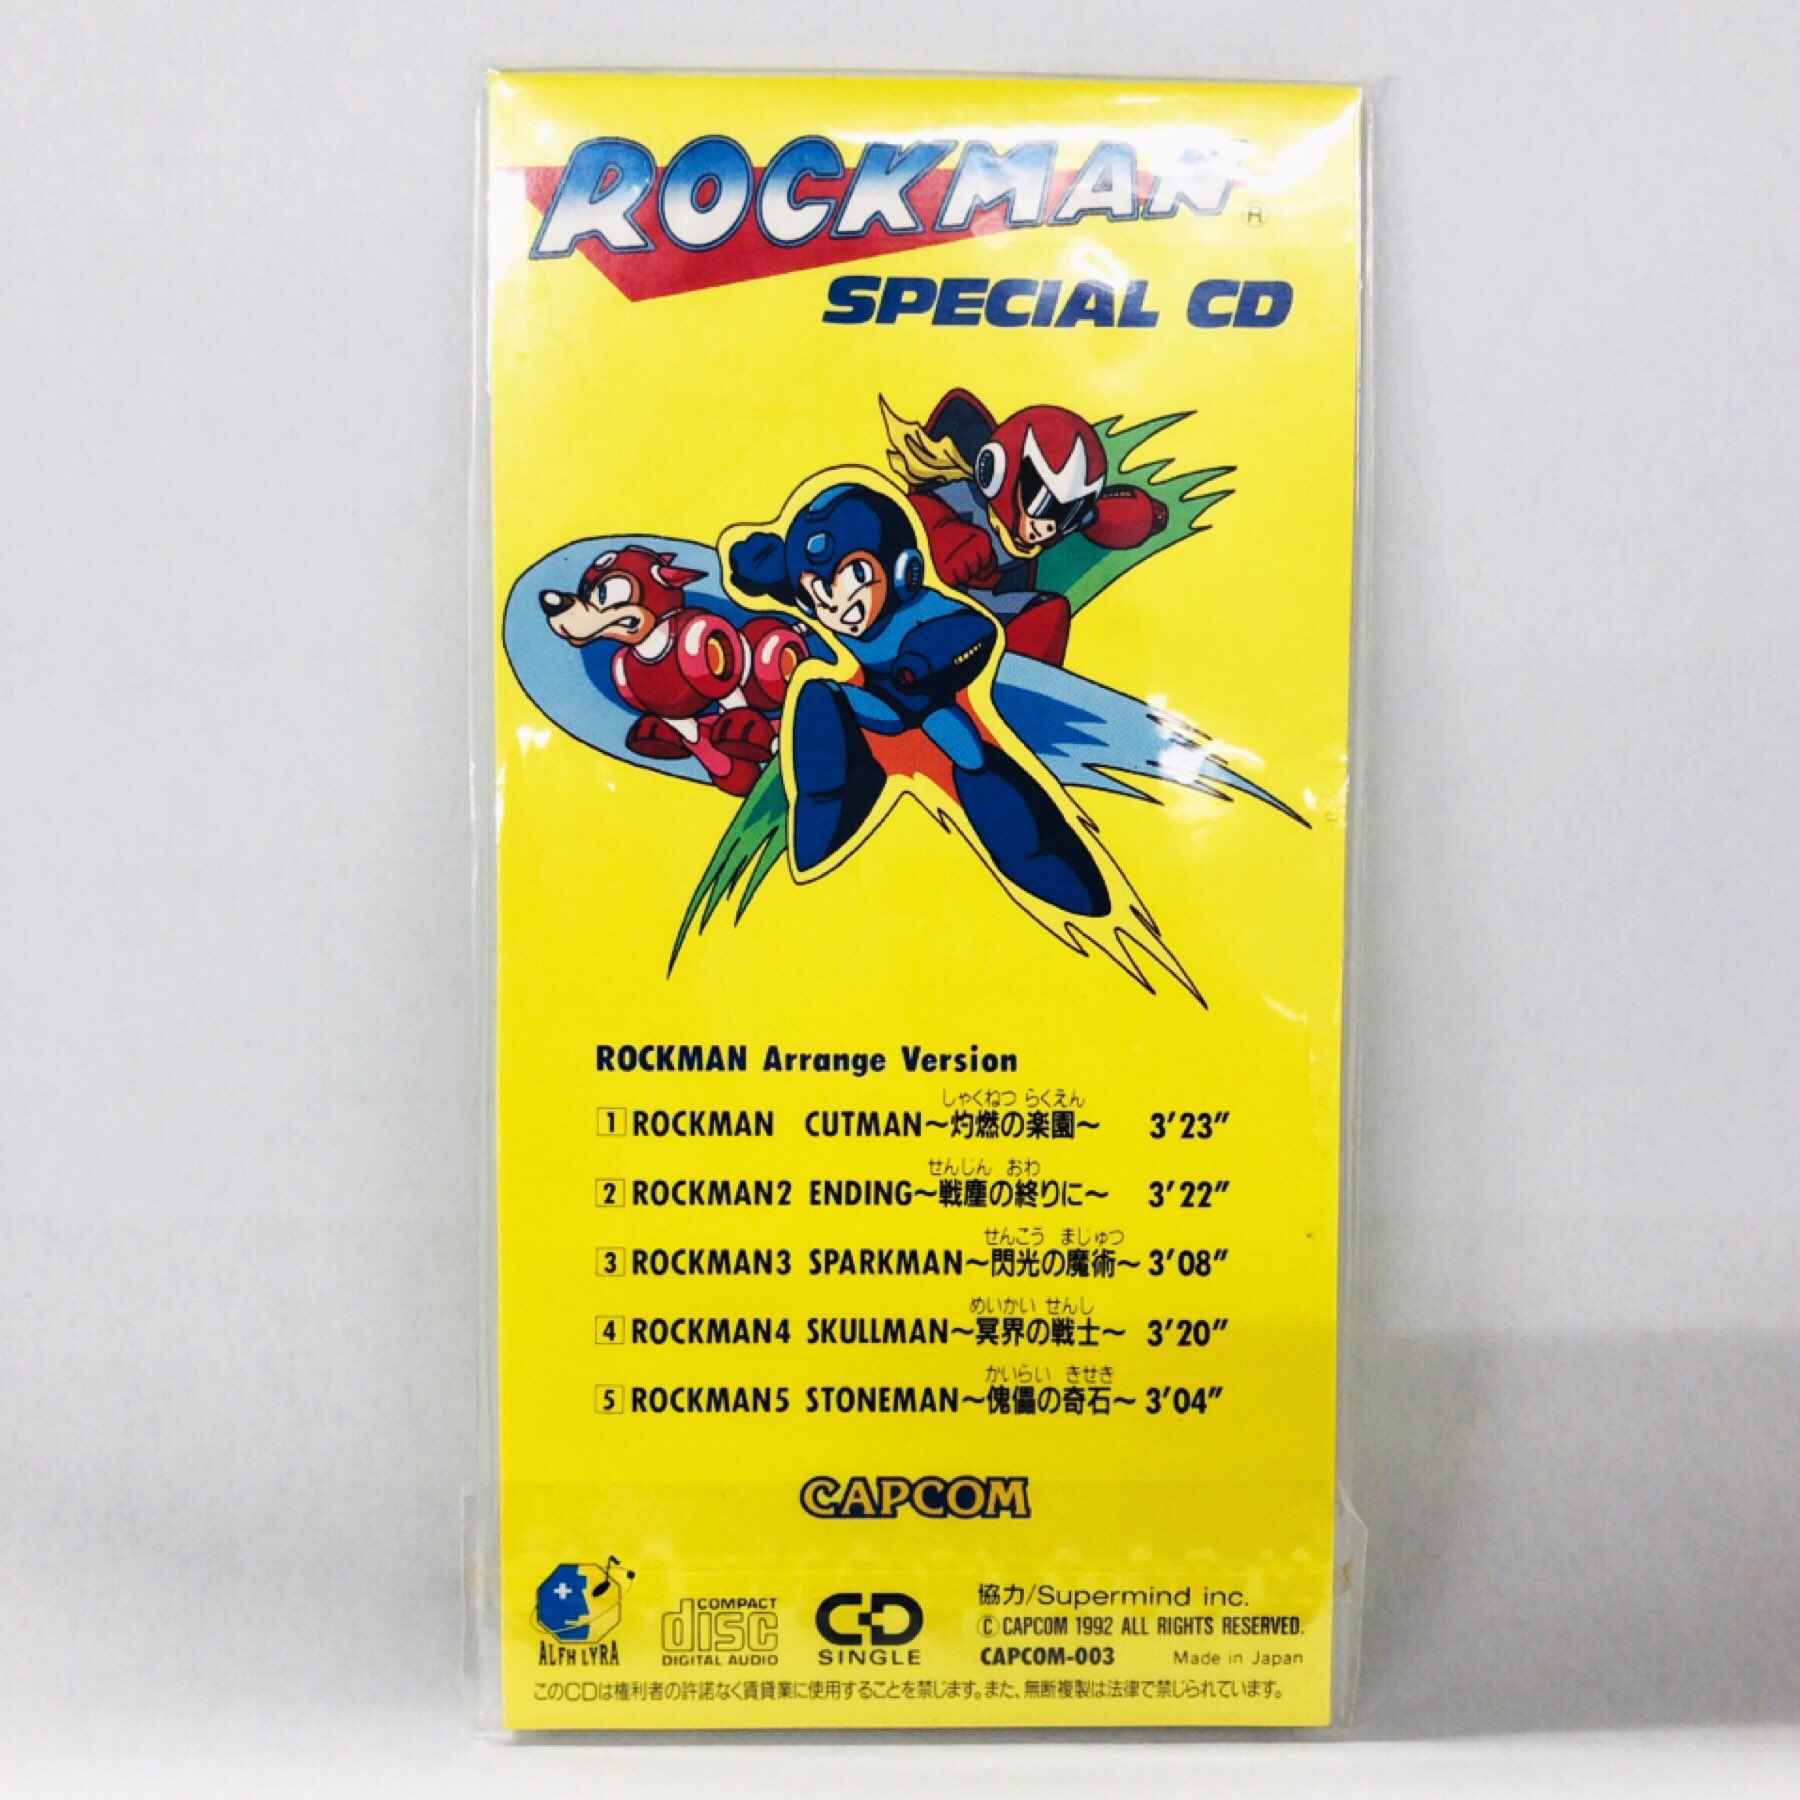 ROCKMAN®
SPECIAL CD
ROCKMAN Arrange Version
しゃくねつ らくえん
1 ROCKMAN CUTMAN～灼燃の楽園～ 3'23"
せんじん おわ
2 ROCKMAN2 ENDING～戦塵の終りに～ 3'22"
せんこう まじゅつ
3 ROCKMAN3 SPARKMAN～閃光の魔術～ 3'08"
めいかい せんし
4 ROCKMAN4 SKULLMAN～冥界の戦士～ 3'20"
かいらい きせき
5 ROCKMAN5 STONEMAN～傀儡の奇石～ 3'04"
CAPCOM
ALFH LYRA
COMPACT
disc
DIGITAL AUDIO
CD
SINGLE
協力/Supermind inc.
©CAPCOM 1992 ALL RIGHTS RESERVED.
CAPCOM-003 Made in Japan
このCDは権利者の許諾なく賃貸業に使用することを禁じます。また、無断複製は法律で禁じられています。